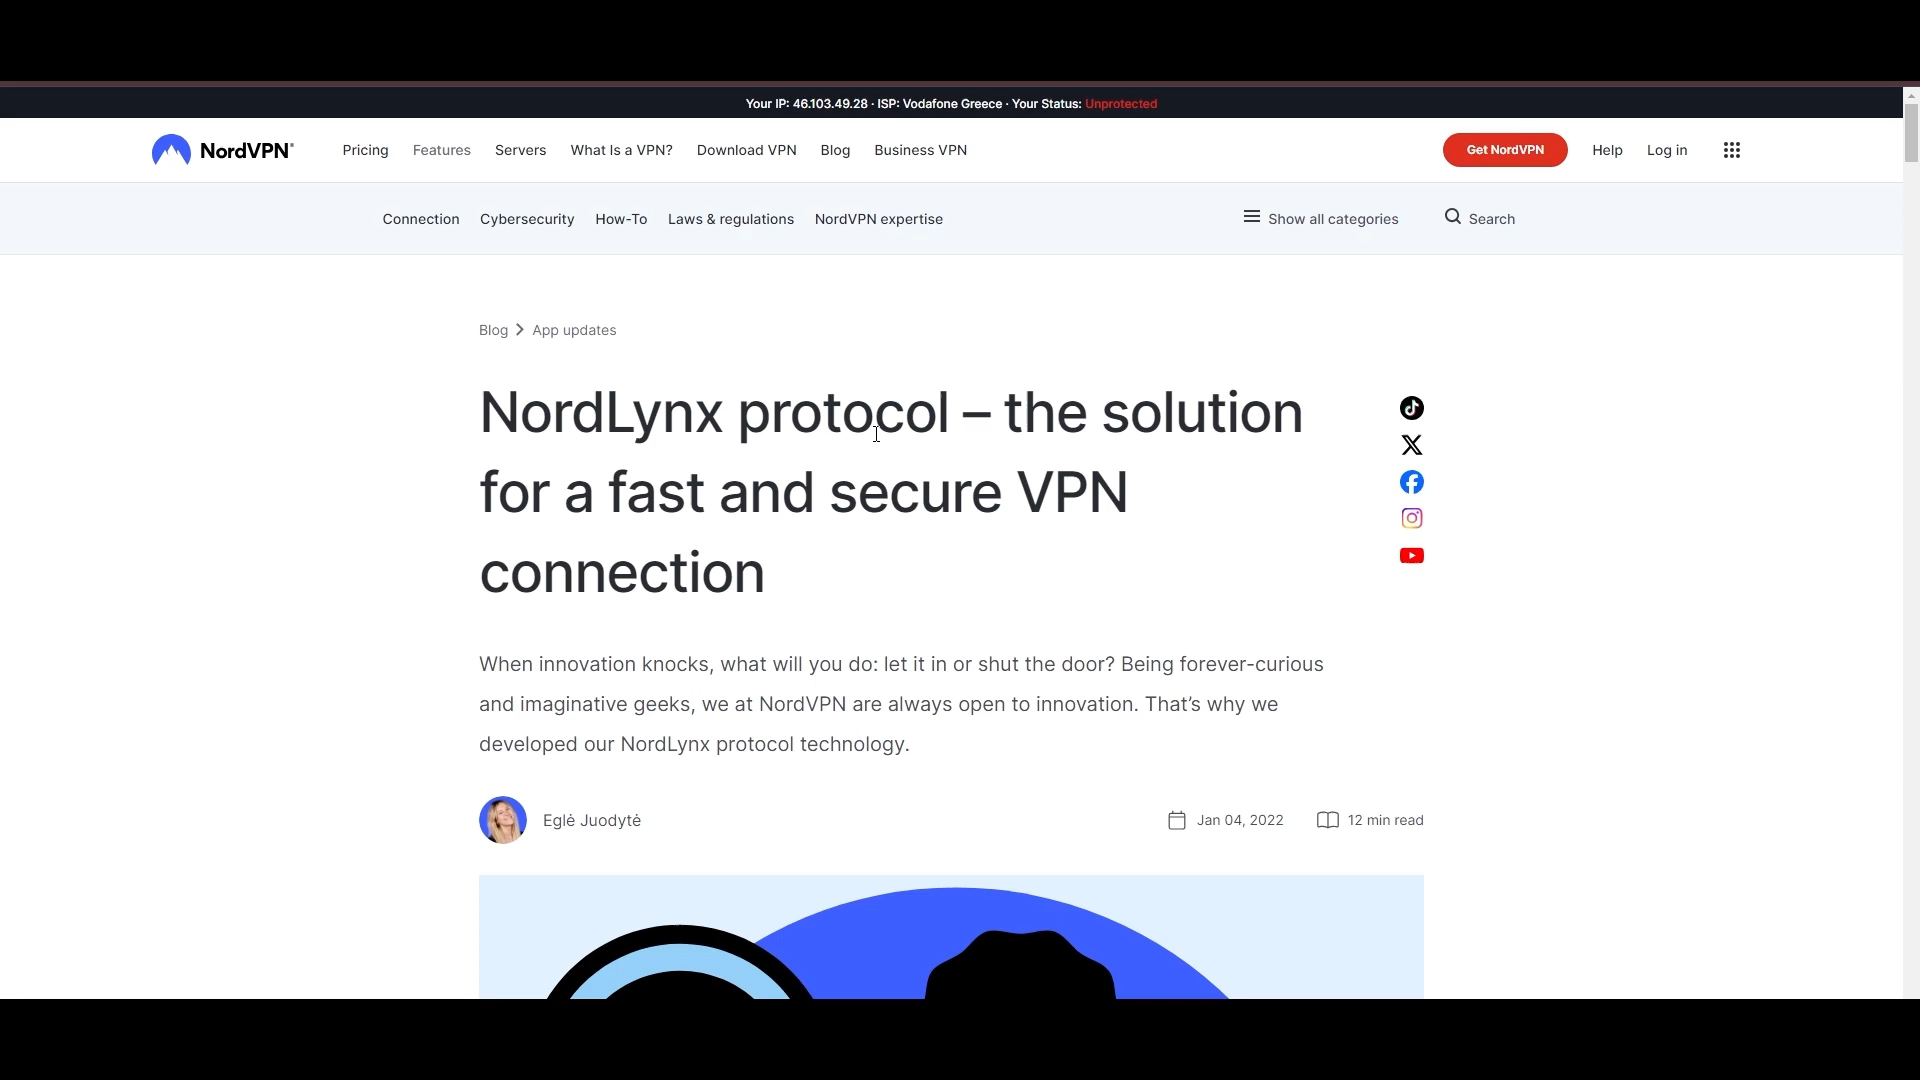 Your IP: 46.103.49.28 · ISP: Vodafone Greece · Your Status: Unprotected
NordVPN®
Pricing
Features
Servers
What Is a VPN?
Download VPN
Blog
Business VPN
Get NordVPN
Help
Log in
Connection
Cybersecurity
How-To
Laws & regulations
NordVPN expertise
Show all categories
Search
Blog
App updates
NordLynx protocol – the solution
for a fast and secure VPN
connection
When innovation knocks, what will you do: let it in or shut the door? Being forever-curious
and imaginative geeks, we at NordVPN are always open to innovation. That’s why we
developed our NordLynx protocol technology.
Eglė Juodytė
Jan 04, 2022
12 min read